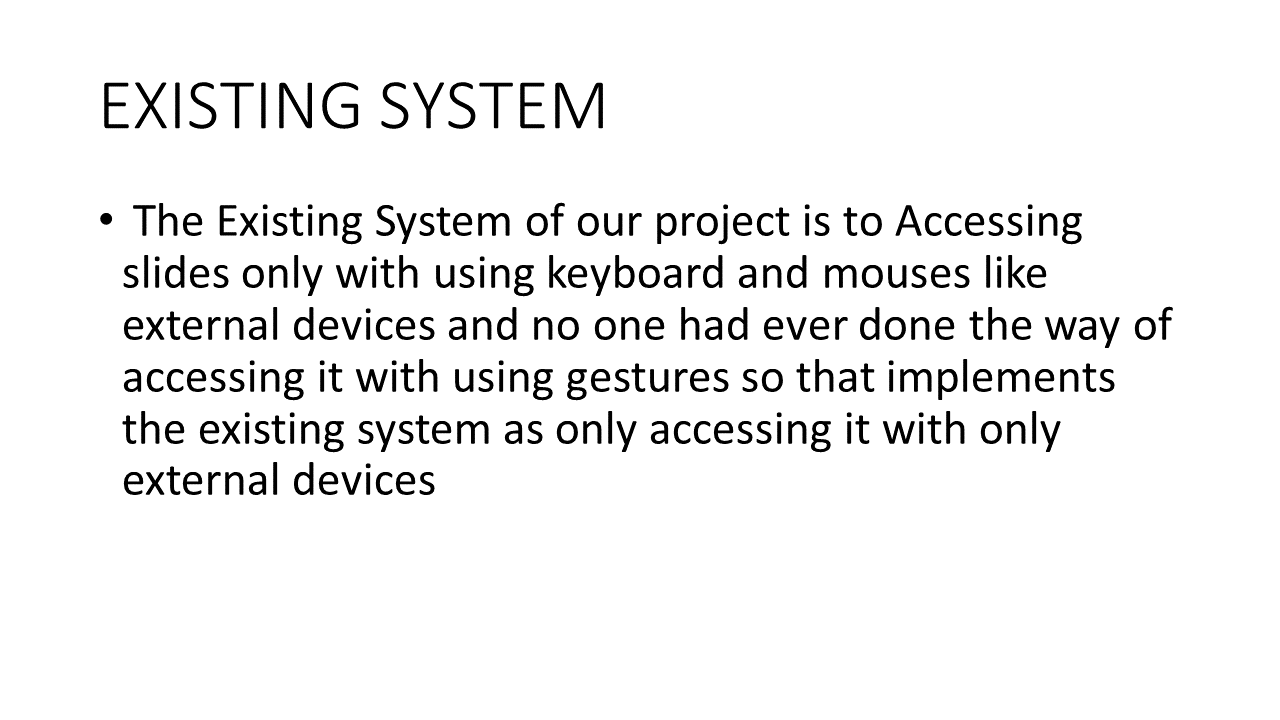 EXISTING SYSTEM
• The Existing System of our project is to Accessing
slides only with using keyboard and mouses like
external devices and no one had ever done the way of
accessing it with using gestures so that implements
the existing system as only accessing it with only
external devices